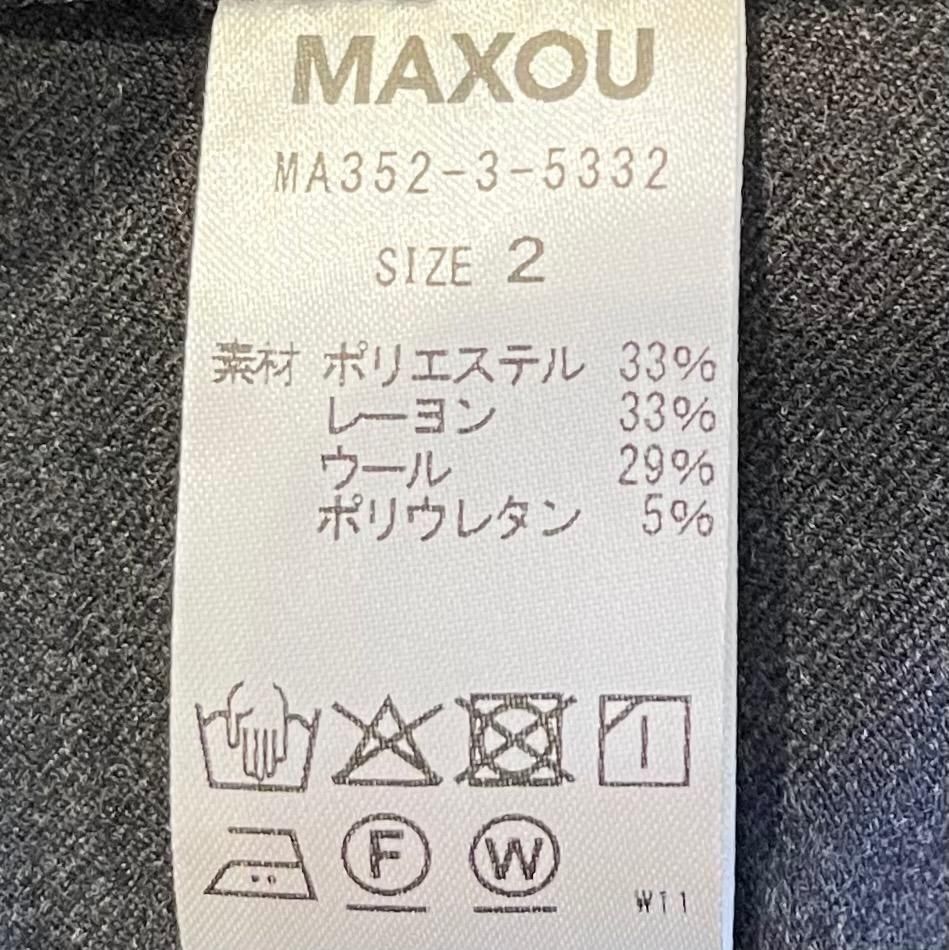 MAXOU
MA352-3-5332
SIZE 2
素材 ポリエステル 33%
レーヨン 33%
ウール 29%
ポリウレタン 5%
F W WT1